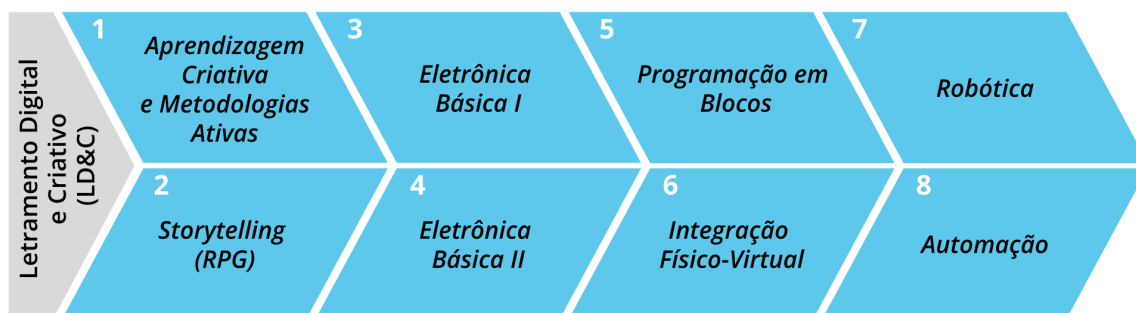 Letramento Digital
e Criativo
(LD&C)
1
Aprendizagem
Criativa
e Metodologias
Ativas
2
Storytelling
(RPG)
3
Eletrônica
Básica I
4
Eletrônica
Básica II
5
Programação em
Blocos
6
Integração
Físico-Virtual
7
Robótica
8
Automação